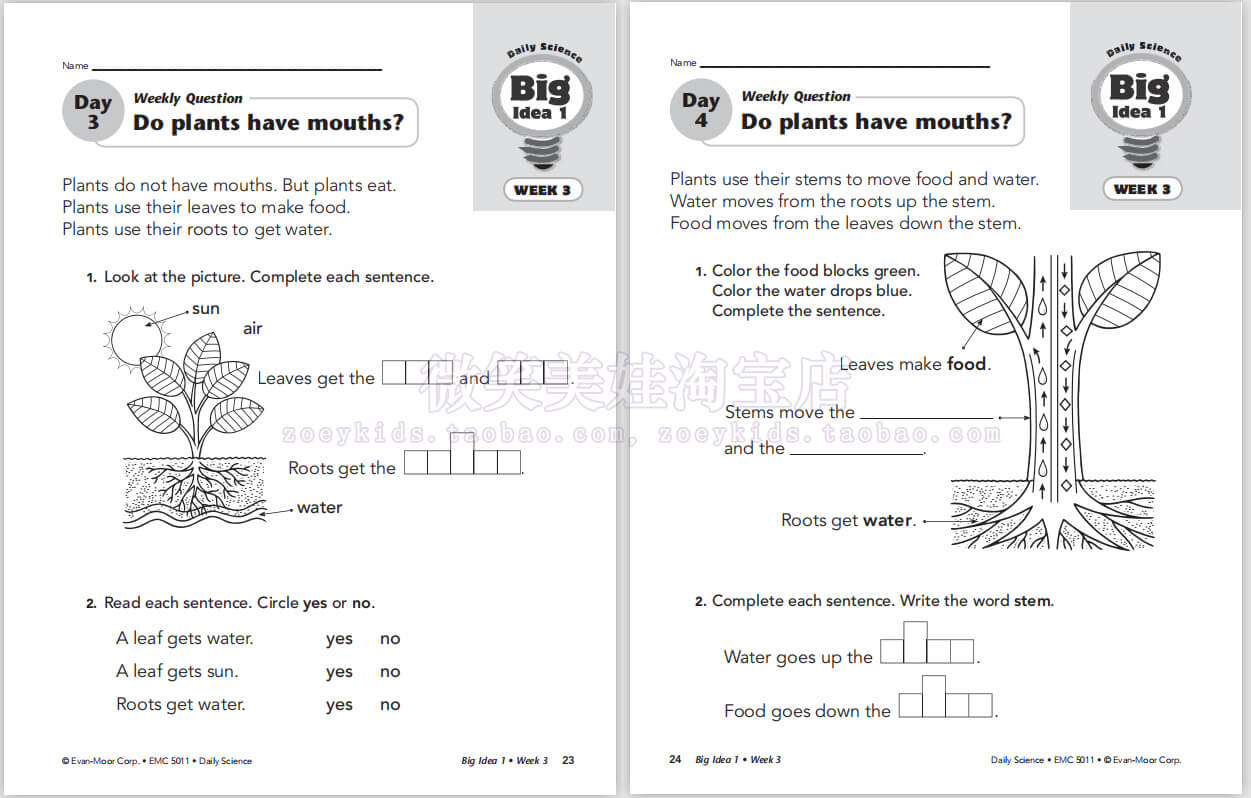 Name
Day
3
Weekly Question
Do plants have mouths?
Daily Science
Big
Idea 1
WEEK 3
Plants do not have mouths. But plants eat.
Plants use their leaves to make food.
Plants use their roots to get water.
1. Look at the picture. Complete each sentence.
sun
air
Leaves get the and .
Roots get the .
water
2. Read each sentence. Circle yes or no.
A leaf gets water. yes no
A leaf gets sun. yes no
Roots get water. yes no
© Evan-Moor Corp. • EMC 5011 • Daily Science
Big Idea 1 • Week 3 23
Name
Day
4
Weekly Question
Do plants have mouths?
Daily Science
Big
Idea 1
WEEK 3
Plants use their stems to move food and water.
Water moves from the roots up the stem.
Food moves from the leaves down the stem.
1. Color the food blocks green.
Color the water drops blue.
Complete the sentence.
Leaves make food.
Stems move the
and the .
Roots get water.
2. Complete each sentence. Write the word stem.
Water goes up the .
Food goes down the .
24 Big Idea 1 • Week 3
Daily Science • EMC 5011 • © Evan-Moor Corp.
微笑美娃淘宝店
zoeykids.taobao.com, zoeykids.taobao.com